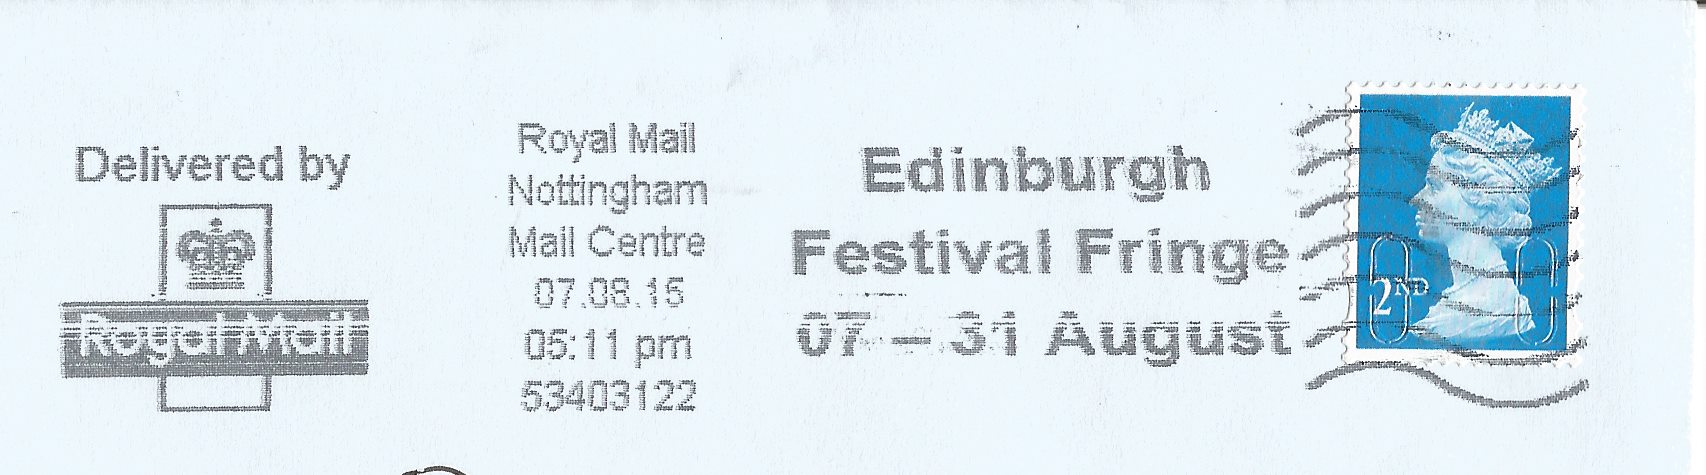 Delivered by
Royal Mail
Royal Mail
Nottingham
Mail Centre
07.08.15
05:11 pm
53403122
Edinburgh
Festival Fringe
07 – 31 August
2ND